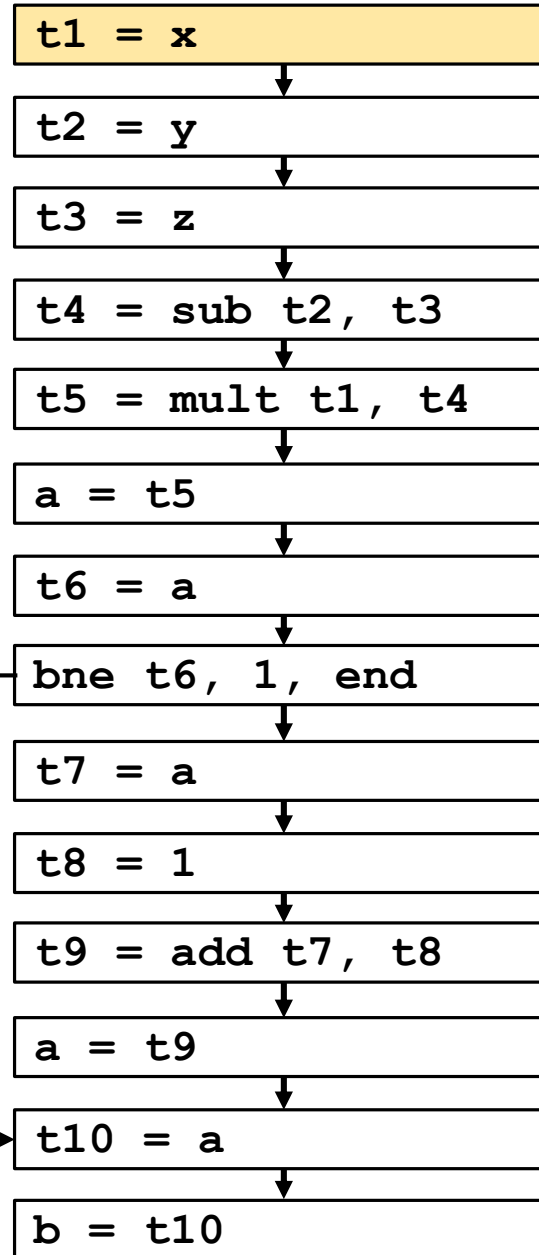 t1 = x
t2 = y
t3 = z
t4 = sub t2, t3
t5 = mult t1, t4
a = t5
t6 = a
bne t6, 1, end
t7 = a
t8 = 1
t9 = add t7, t8
a = t9
t10 = a
b = t10